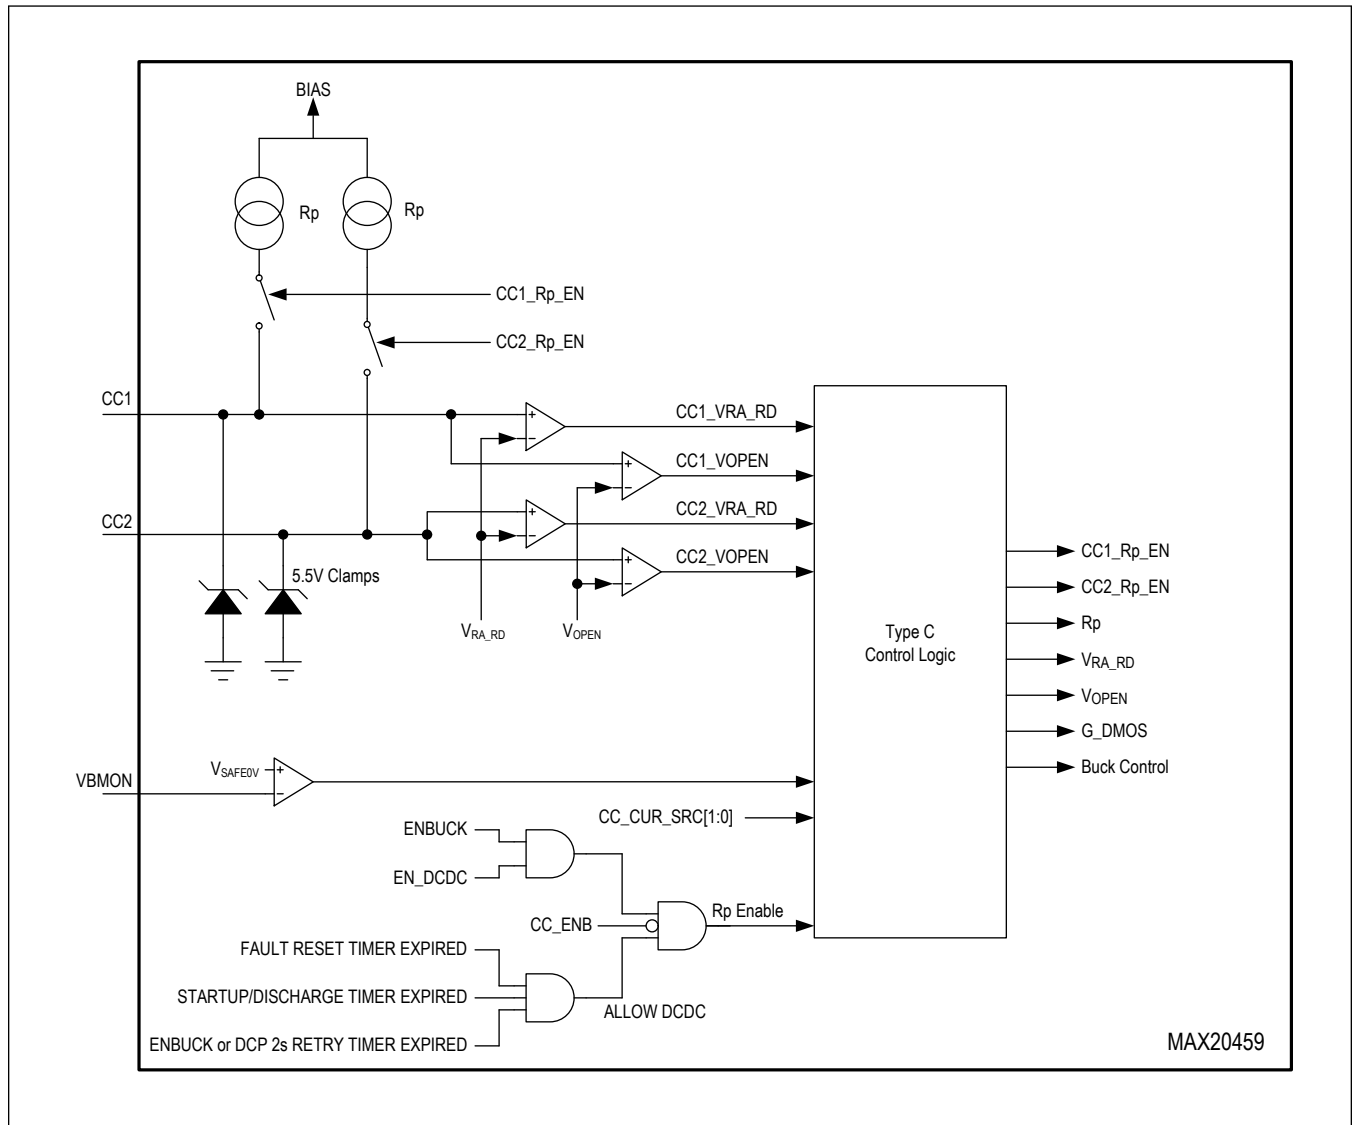 BIAS
Rp
Rp
CC1_Rp_EN
CC2_Rp_EN
CC1
CC1_VRA_RD
+
−
CC1_VOPEN
+
−
CC2
CC2_VRA_RD
+
−
CC2_VOPEN
+
−
5.5V Clamps
VRA_RD
VOPEN
Type C
Control Logic
CC1_Rp_EN
CC2_Rp_EN
Rp
VRA_RD
VOPEN
G_DMOS
Buck Control
VBMON
VSAFE0V
+
−
CC_CUR_SRC[1:0]
ENBUCK
EN_DCDC
CC_ENB
Rp Enable
FAULT RESET TIMER EXPIRED
STARTUP/DISCHARGE TIMER EXPIRED
ALLOW DCDC
ENBUCK or DCP 2s RETRY TIMER EXPIRED
MAX20459